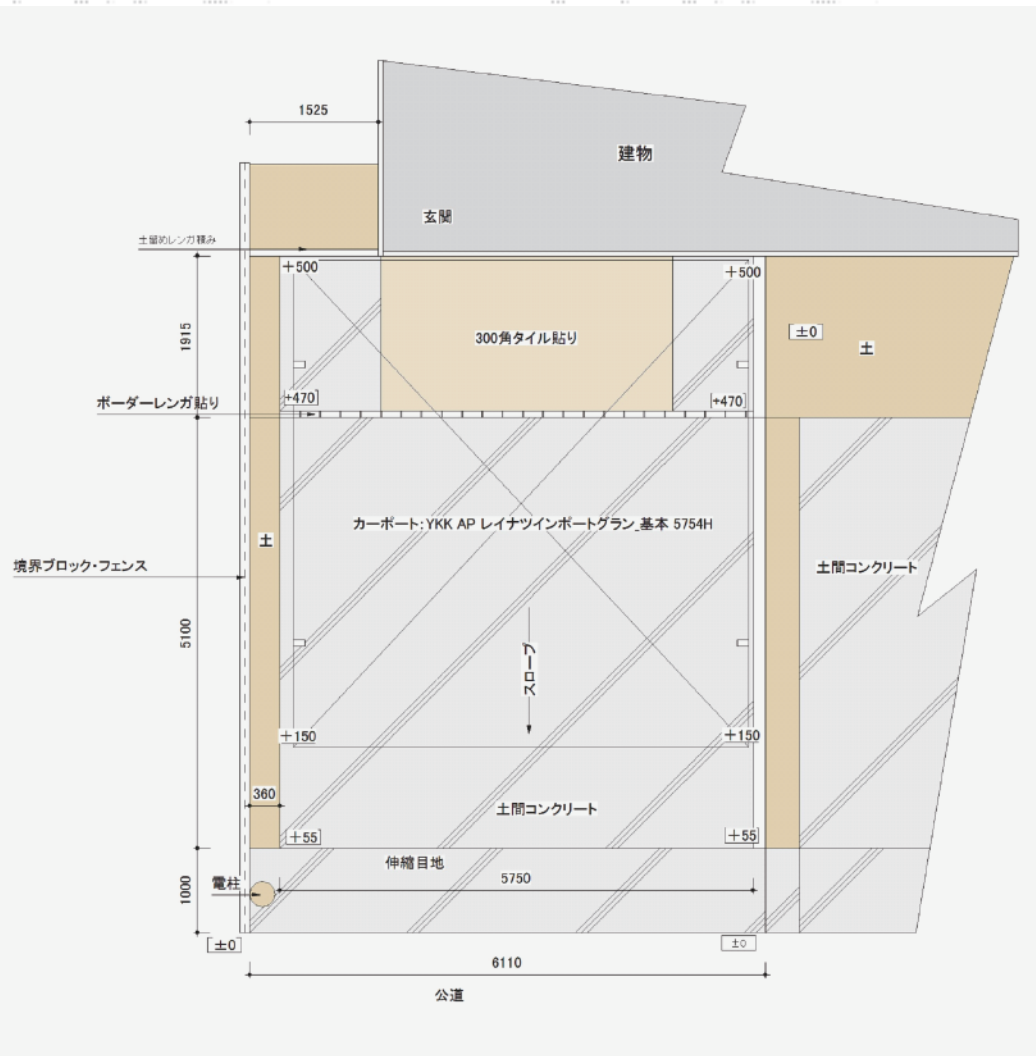 1525
建物
玄関
土留めレンガ積み
+500
+500
1915
300角タイル貼り
±0
土
+470
+470
ボーダーレンガ貼り
カーポート:YKK AP レイナツインポートグラン_基本 5754H
土
境界ブロック・フェンス
土間コンクリート
5100
スロープ
+150
+150
360
土間コンクリート
+55
+55
伸縮目地
電柱
5750
1000
±0
±0
6110
公道